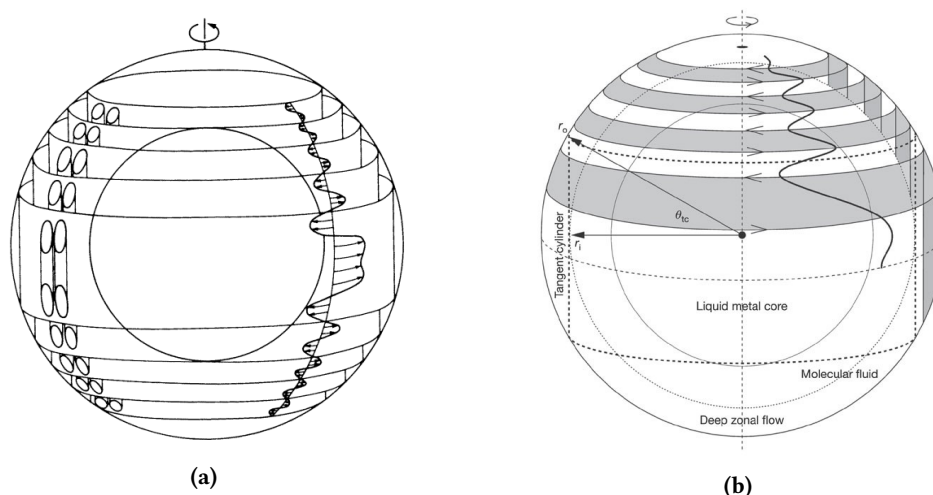 r_o
θ_tc
r_i
Tangent cylinder
Liquid metal core
Molecular fluid
Deep zonal flow
(a)
(b)